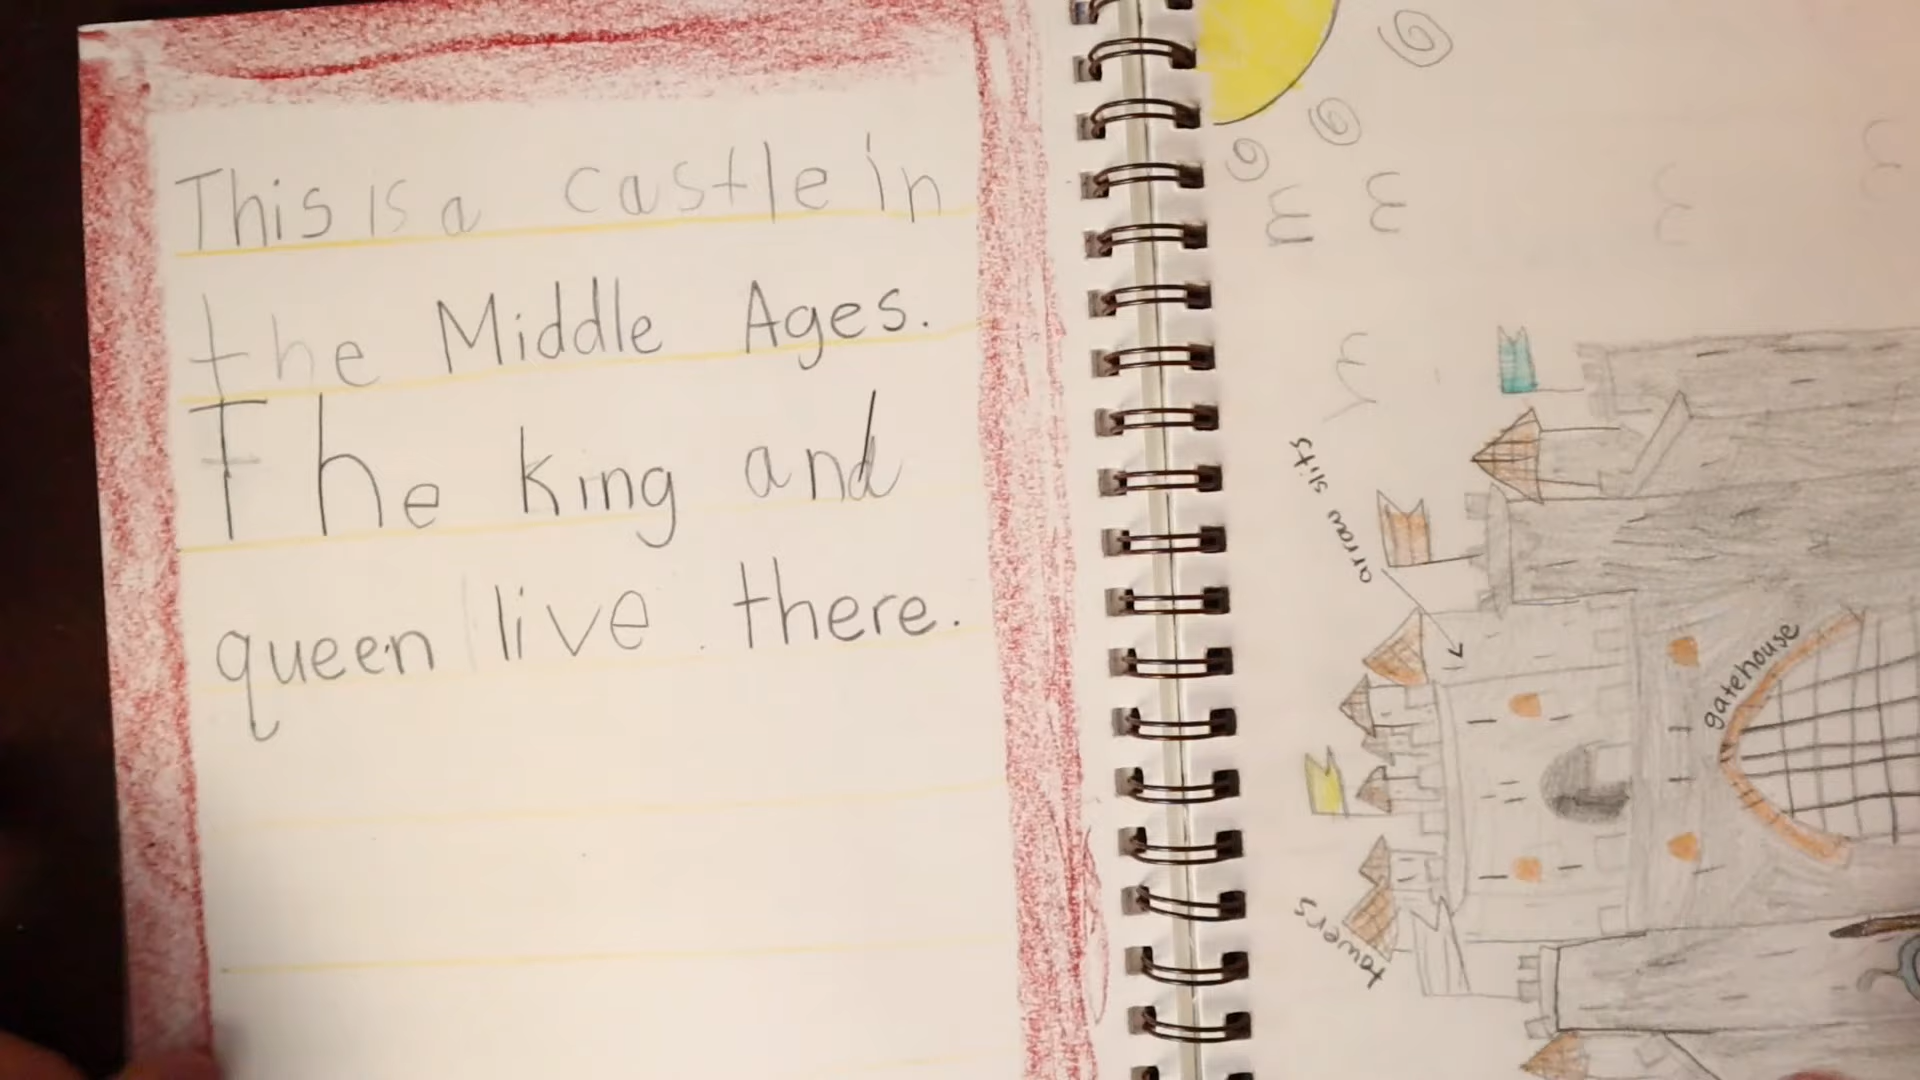 This is a castle in
the Middle Ages.
The king and
queen live there.
arrow slits
gatehouse
towers